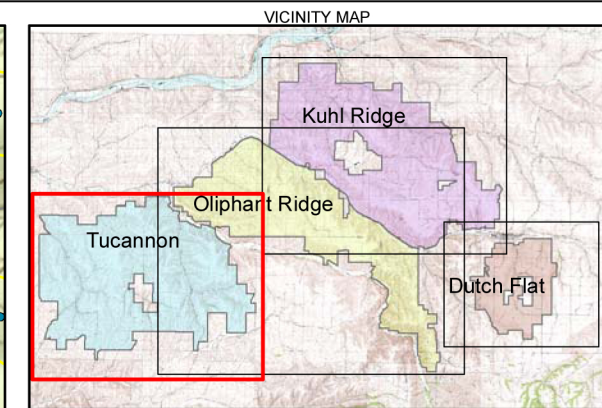 VICINITY MAP
Kuhl Ridge
Oliphant Ridge
Tucannon
Dutch Flat